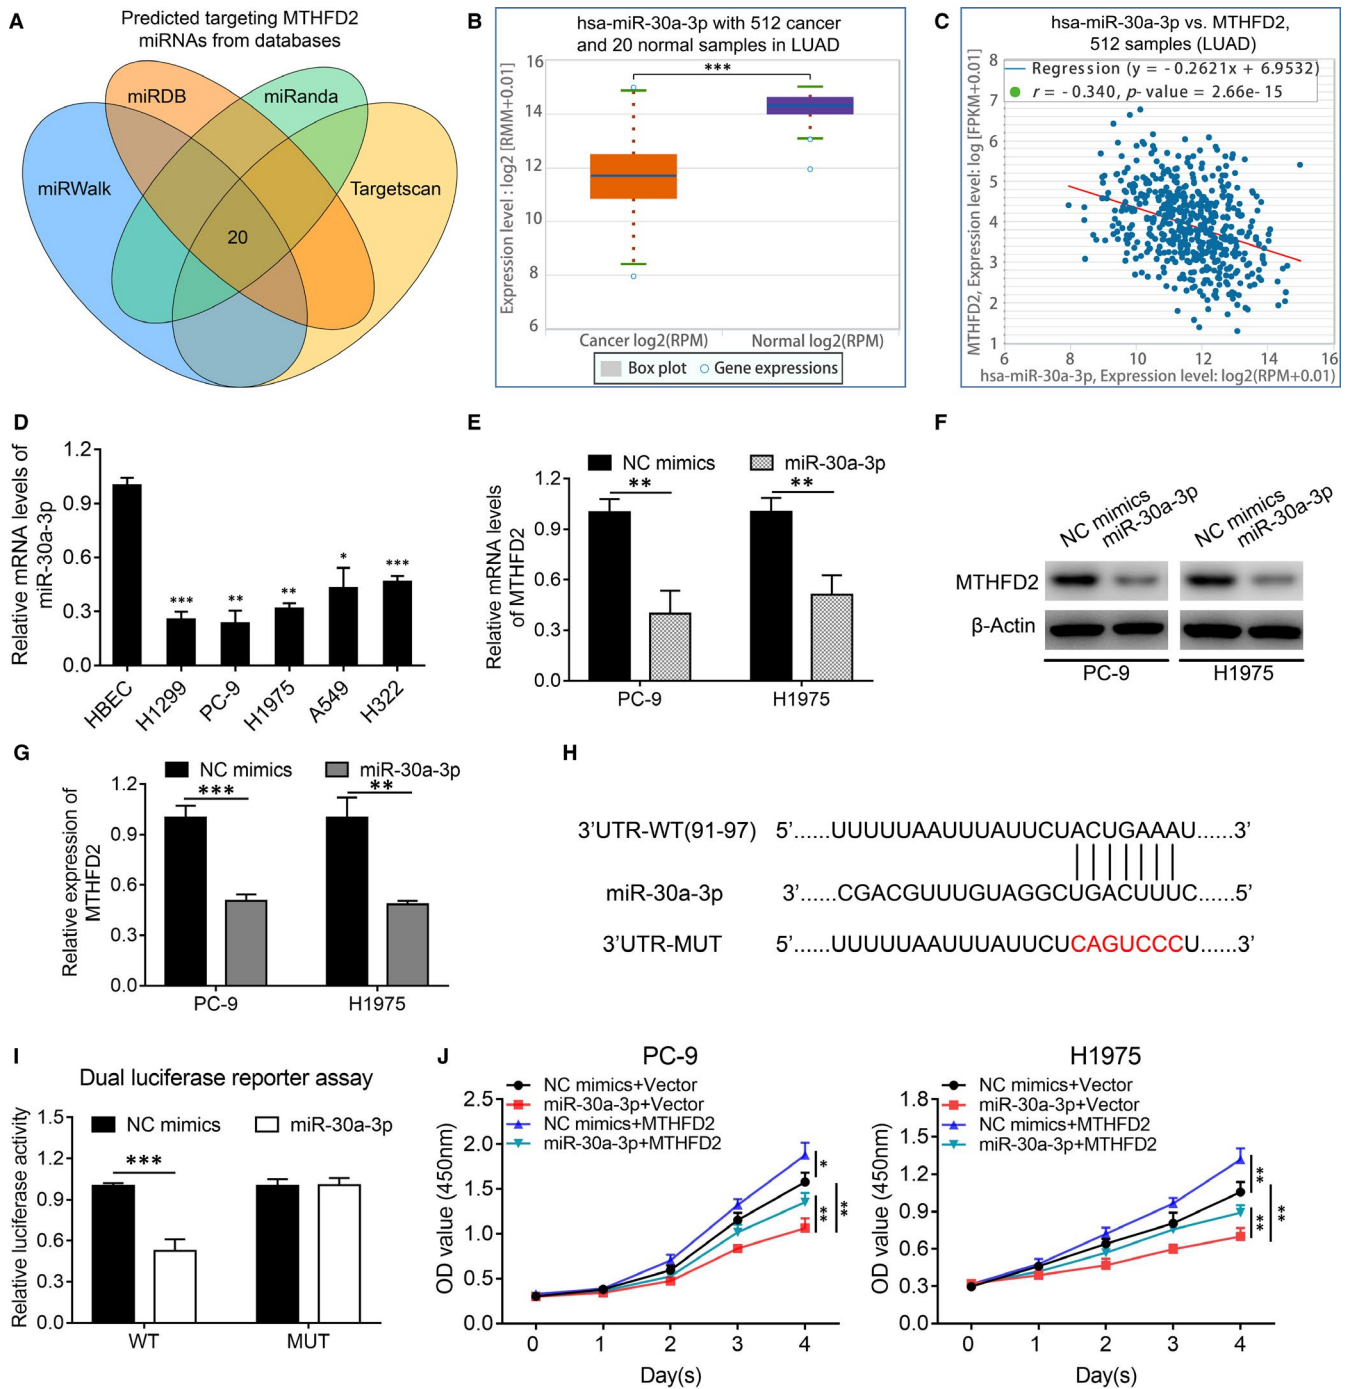 A
Predicted targeting MTHFD2
miRNAs from databases
miRWalk
miRDB
miRanda
Targetscan
20
B
hsa-miR-30a-3p with 512 cancer
and 20 normal samples in LUAD
Expression level : log2 [RMM+0.01]
16
14
12
10
8
6
***
Cancer log2(RPM)
Normal log2(RPM)
Box plot
Gene expressions
C
hsa-miR-30a-3p vs. MTHFD2,
512 samples (LUAD)
Regression (y = - 0.2621x + 6.9532)
r = - 0.340, p- value = 2.66e- 15
MTHFD2, Expression level: log [FPKM+0.01]
8
7
6
5
4
3
2
1
6
8
10
12
14
16
hsa-miR-30a-3p, Expression level: log2(RPM+0.01)
D
Relative mRNA levels of
miR-30a-3p
1.2
0.9
0.6
0.3
0.0
***
**
**
*
***
HBEC
H1299
PC-9
H1975
A549
H322
E
NC mimics
miR-30a-3p
Relative mRNA levels
of MTHFD2
1.2
0.9
0.6
0.3
0.0
**
**
PC-9
H1975
F
NC mimics
miR-30a-3p
NC mimics
miR-30a-3p
MTHFD2
β-Actin
PC-9
H1975
G
NC mimics
miR-30a-3p
Relative expression of
MTHFD2
1.2
0.9
0.6
0.3
0.0
***
**
PC-9
H1975
H
3'UTR-WT(91-97) 5'......UUUUUAAUUUAUUCUACUGAAAU......3'
miR-30a-3p 3'......CGACGUUUGUAGGCUGACUUUC......5'
3'UTR-MUT 5'......UUUUUAAUUUAUUCUCAGUCCCU......3'
I
Dual luciferase reporter assay
NC mimics
miR-30a-3p
Relative luciferase activity
1.5
1.2
0.9
0.6
0.3
0.0
***
WT
MUT
J
PC-9
NC mimics+Vector
miR-30a-3p+Vector
NC mimics+MTHFD2
miR-30a-3p+MTHFD2
OD value (450nm)
2.5
2.0
1.5
1.0
0.5
0.0
*
**
**
0
1
2
3
4
Day(s)
H1975
NC mimics+Vector
miR-30a-3p+Vector
NC mimics+MTHFD2
miR-30a-3p+MTHFD2
OD value (450nm)
1.8
1.5
1.2
0.9
0.6
0.3
0.0
**
**
**
0
1
2
3
4
Day(s)